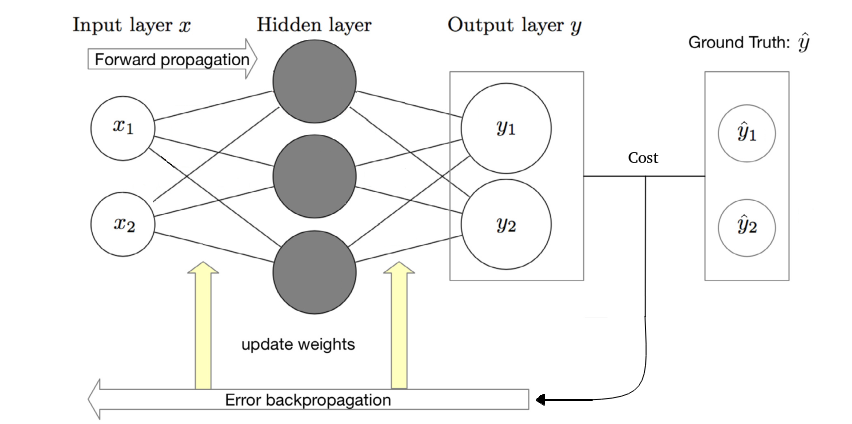 Input layer x
Hidden layer
Output layer y
Ground Truth: ŷ
Forward propagation
x₁
y₁
ŷ₁
Cost
x₂
y₂
ŷ₂
update weights
Error backpropagation